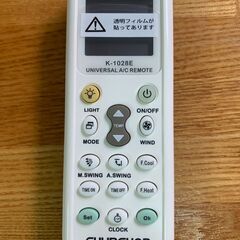 透明フィルムが
貼ってあります
K-1028E
UNIVERSAL A/C REMOTE
LIGHT
ON/OFF
TEMP
MODE
WIND
M.SWING
A.SWING
F.Cool
TIME ON
TIME OFF
F.Heat
Set
Ok
CLOCK